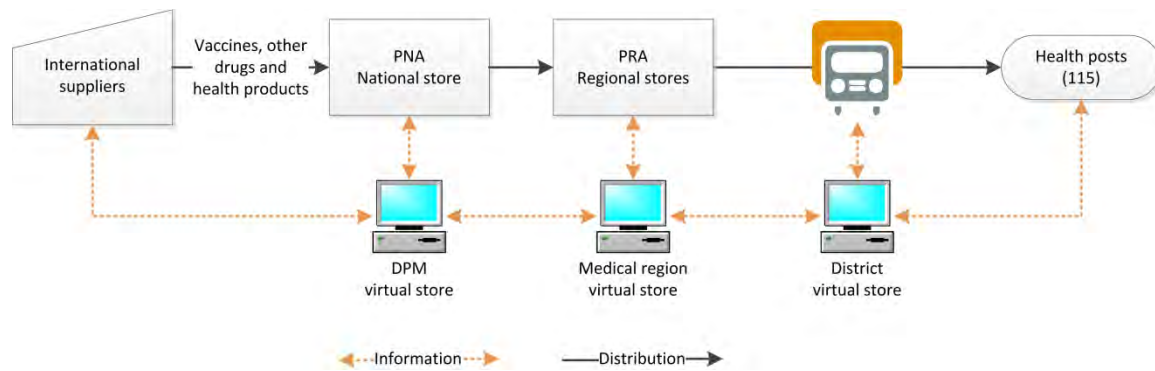 International
suppliers
Vaccines, other
drugs and
health products
PNA
National store
PRA
Regional stores
Health posts
(115)
DPM
virtual store
Medical region
virtual store
District
virtual store
Information
Distribution